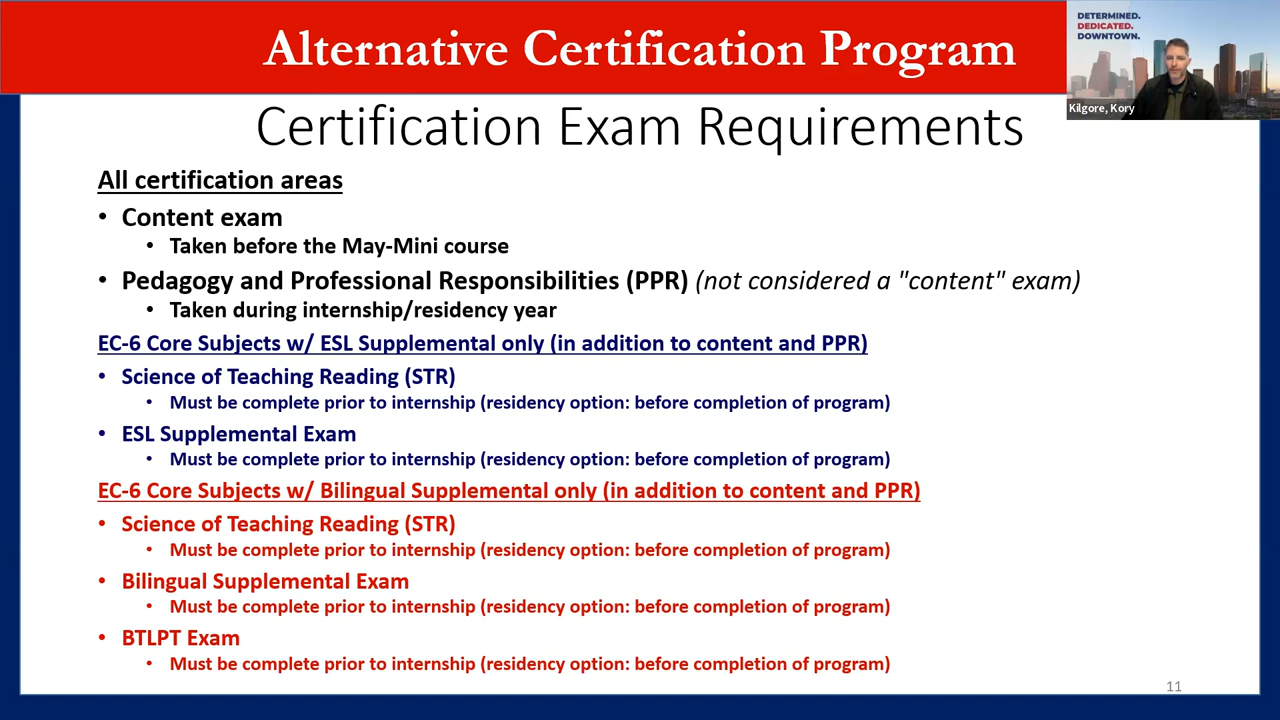 Alternative Certification Program
DETERMINED.
DEDICATED.
DOWNTOWN.
Kilgore, Kory
Certification Exam Requirements
All certification areas
• Content exam
• Taken before the May-Mini course
• Pedagogy and Professional Responsibilities (PPR) (not considered a "content" exam)
• Taken during internship/residency year
EC-6 Core Subjects w/ ESL Supplemental only (in addition to content and PPR)
• Science of Teaching Reading (STR)
• Must be complete prior to internship (residency option: before completion of program)
• ESL Supplemental Exam
• Must be complete prior to internship (residency option: before completion of program)
EC-6 Core Subjects w/ Bilingual Supplemental only (in addition to content and PPR)
• Science of Teaching Reading (STR)
• Must be complete prior to internship (residency option: before completion of program)
• Bilingual Supplemental Exam
• Must be complete prior to internship (residency option: before completion of program)
• BTLPT Exam
• Must be complete prior to internship (residency option: before completion of program)
11